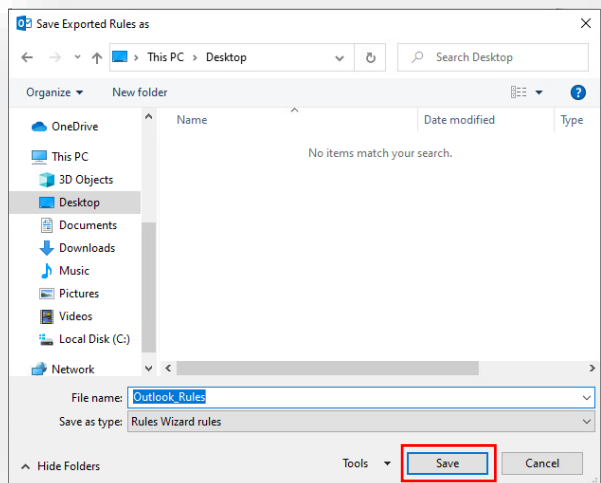 Save Exported Rules as
This PC > Desktop
Search Desktop
Organize
New folder
Name
Date modified
Type
No items match your search.
OneDrive
This PC
3D Objects
Desktop
Documents
Downloads
Music
Pictures
Videos
Local Disk (C:)
Network
File name: Outlook_Rules
Save as type: Rules Wizard rules
Hide Folders
Tools
Save
Cancel